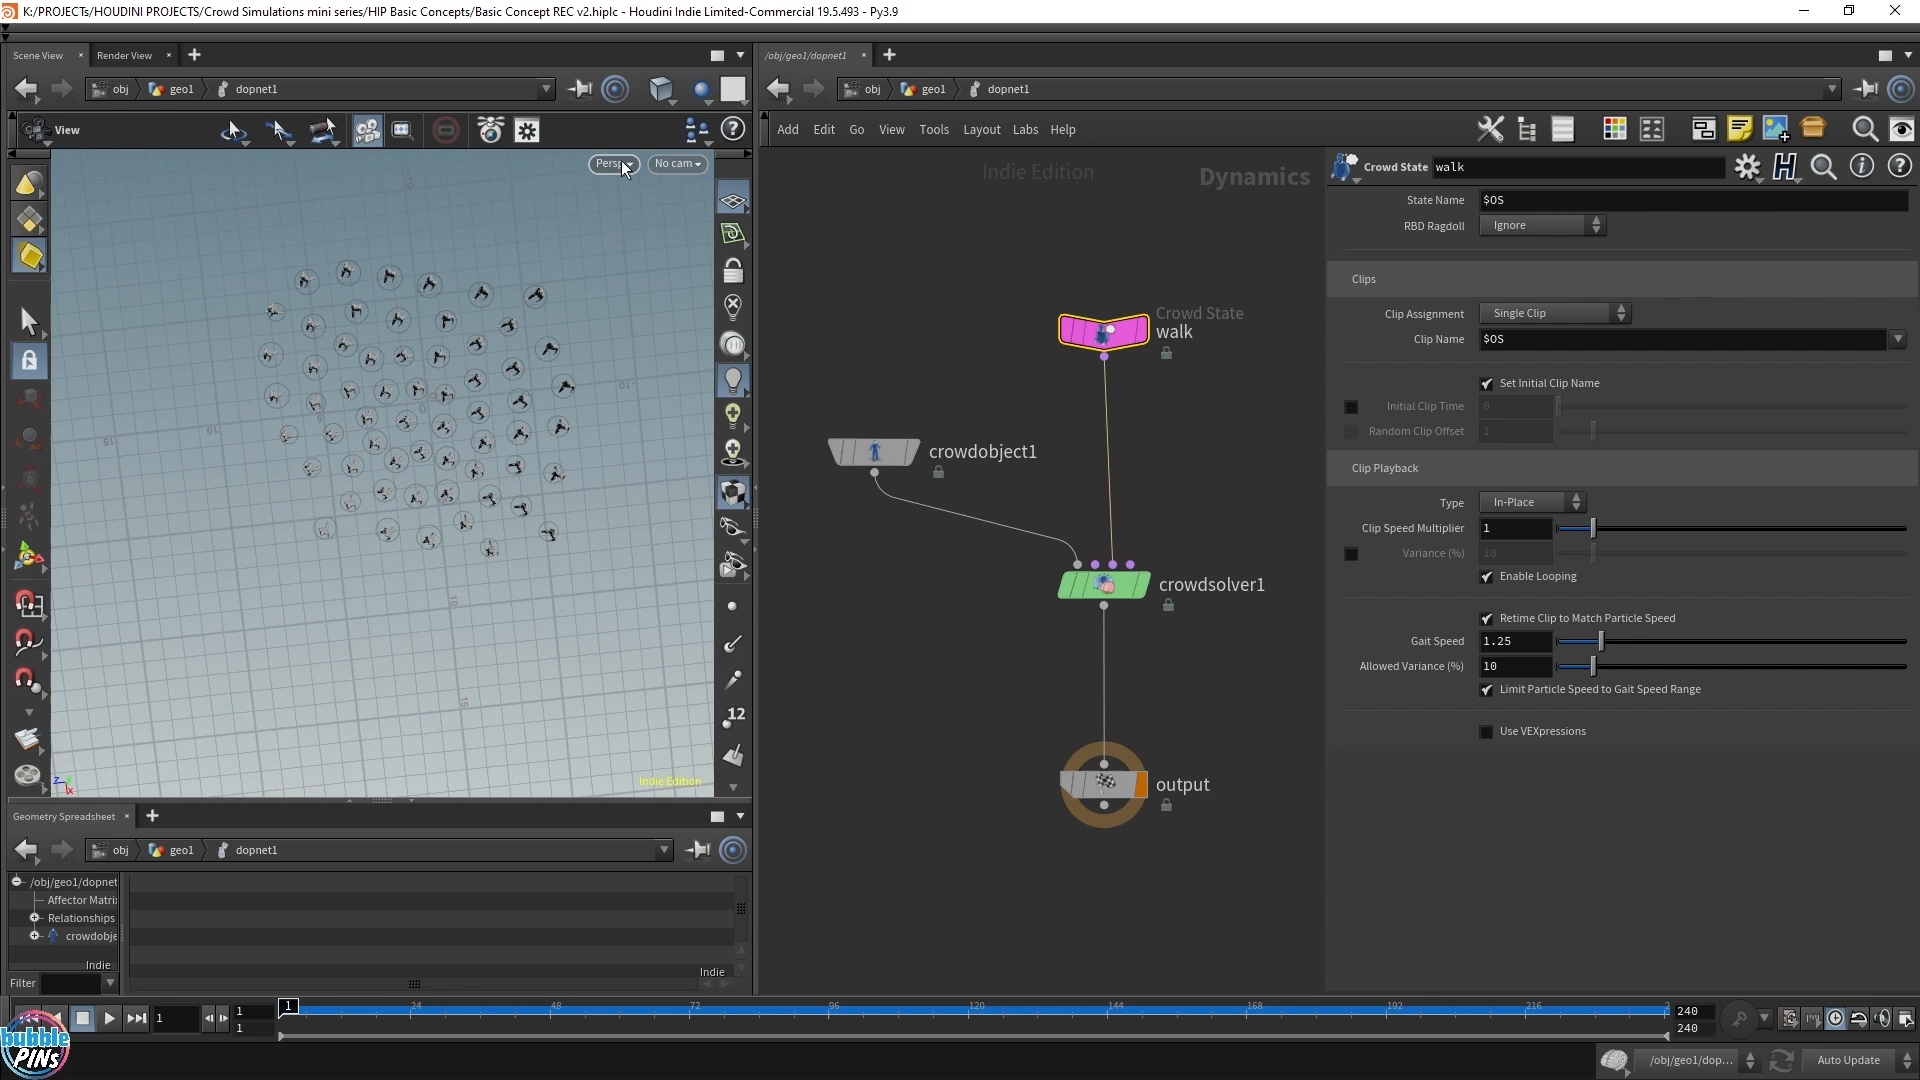 K:/PROJECTs/HOUDINI PROJECTS/Crowd Simulations mini series/HIP Basic Concepts/Basic Concept REC v2.hiplc - Houdini Indie Limited-Commercial 19.5.493 - Py3.9
Scene View
Render View
/obj/geo1/dopnet1
obj
geo1
dopnet1
obj
geo1
dopnet1
View
Add
Edit
Go
View
Tools
Layout
Labs
Help
Persp
No cam
Indie Edition
Dynamics
Crowd State
walk
State Name
$OS
RBD Ragdoll
Ignore
Clips
Clip Assignment
Single Clip
Clip Name
$OS
Set Initial Clip Name
Initial Clip Time
0
Random Clip Offset
1
Clip Playback
Type
In-Place
Clip Speed Multiplier
1
Variance (%)
10
Enable Looping
Retime Clip to Match Particle Speed
Gait Speed
1.25
Allowed Variance (%)
10
Limit Particle Speed to Gait Speed Range
Use VEXpressions
Crowd State
walk
crowdobject1
crowdsolver1
output
12
Indie Edition
Geometry Spreadsheet
obj
geo1
dopnet1
/obj/geo1/dopnet
Affector Matri
Relationships
crowdobje
Indie
Indie
Filter
1
1
1
1
24
48
72
96
120
144
168
192
216
2
240
240
bubble
PINs
/obj/geo1/dop...
Auto Update